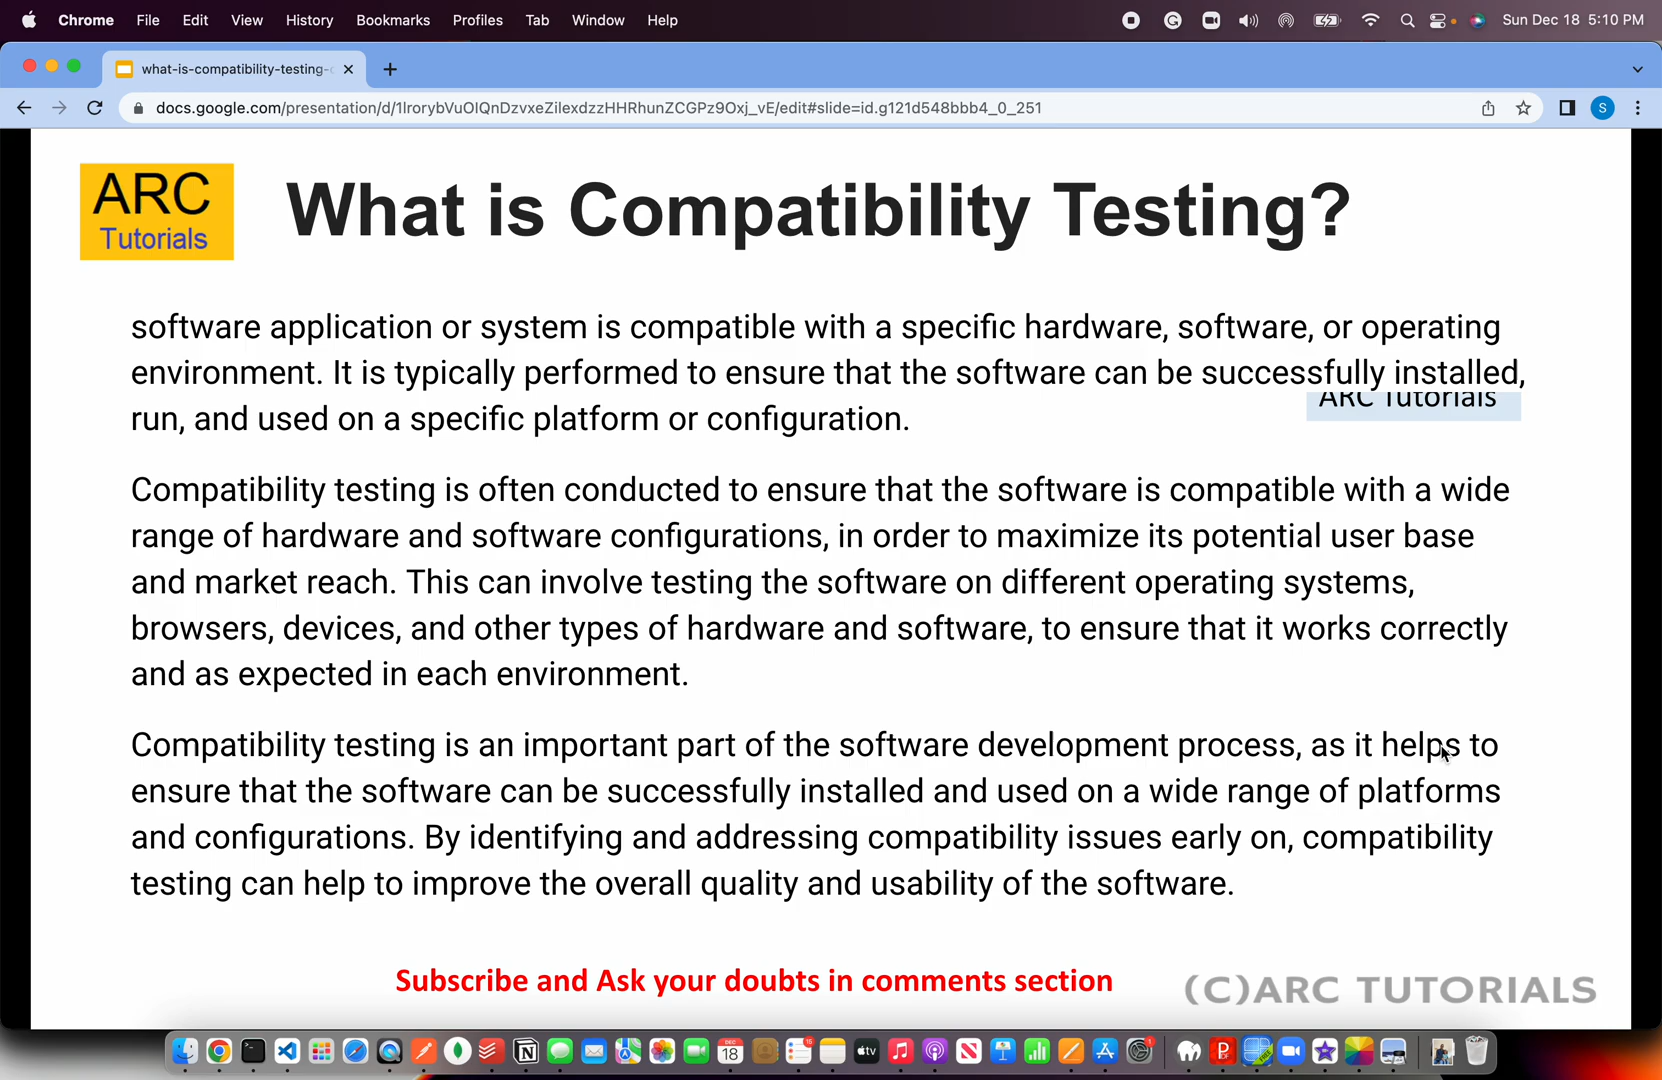 Chrome File Edit View History Bookmarks Profiles Tab Window Help Sun Dec 18 5:10 PM
what-is-compatibility-testing-
docs.google.com/presentation/d/1lrorybVuOlQnDzvxeZilexdzzHHRhunZCGPz9Oxj_vE/edit#slide=id.g121d548bbb4_0_251
S
ARC
Tutorials
What is Compatibility Testing?
software application or system is compatible with a specific hardware, software, or operating
environment. It is typically performed to ensure that the software can be successfully installed,
ARC Tutorials
run, and used on a specific platform or configuration.
Compatibility testing is often conducted to ensure that the software is compatible with a wide
range of hardware and software configurations, in order to maximize its potential user base
and market reach. This can involve testing the software on different operating systems,
browsers, devices, and other types of hardware and software, to ensure that it works correctly
and as expected in each environment.
Compatibility testing is an important part of the software development process, as it helps to
ensure that the software can be successfully installed and used on a wide range of platforms
and configurations. By identifying and addressing compatibility issues early on, compatibility
testing can help to improve the overall quality and usability of the software.
Subscribe and Ask your doubts in comments section
(C)ARC TUTORIALS
DEC
18
tv